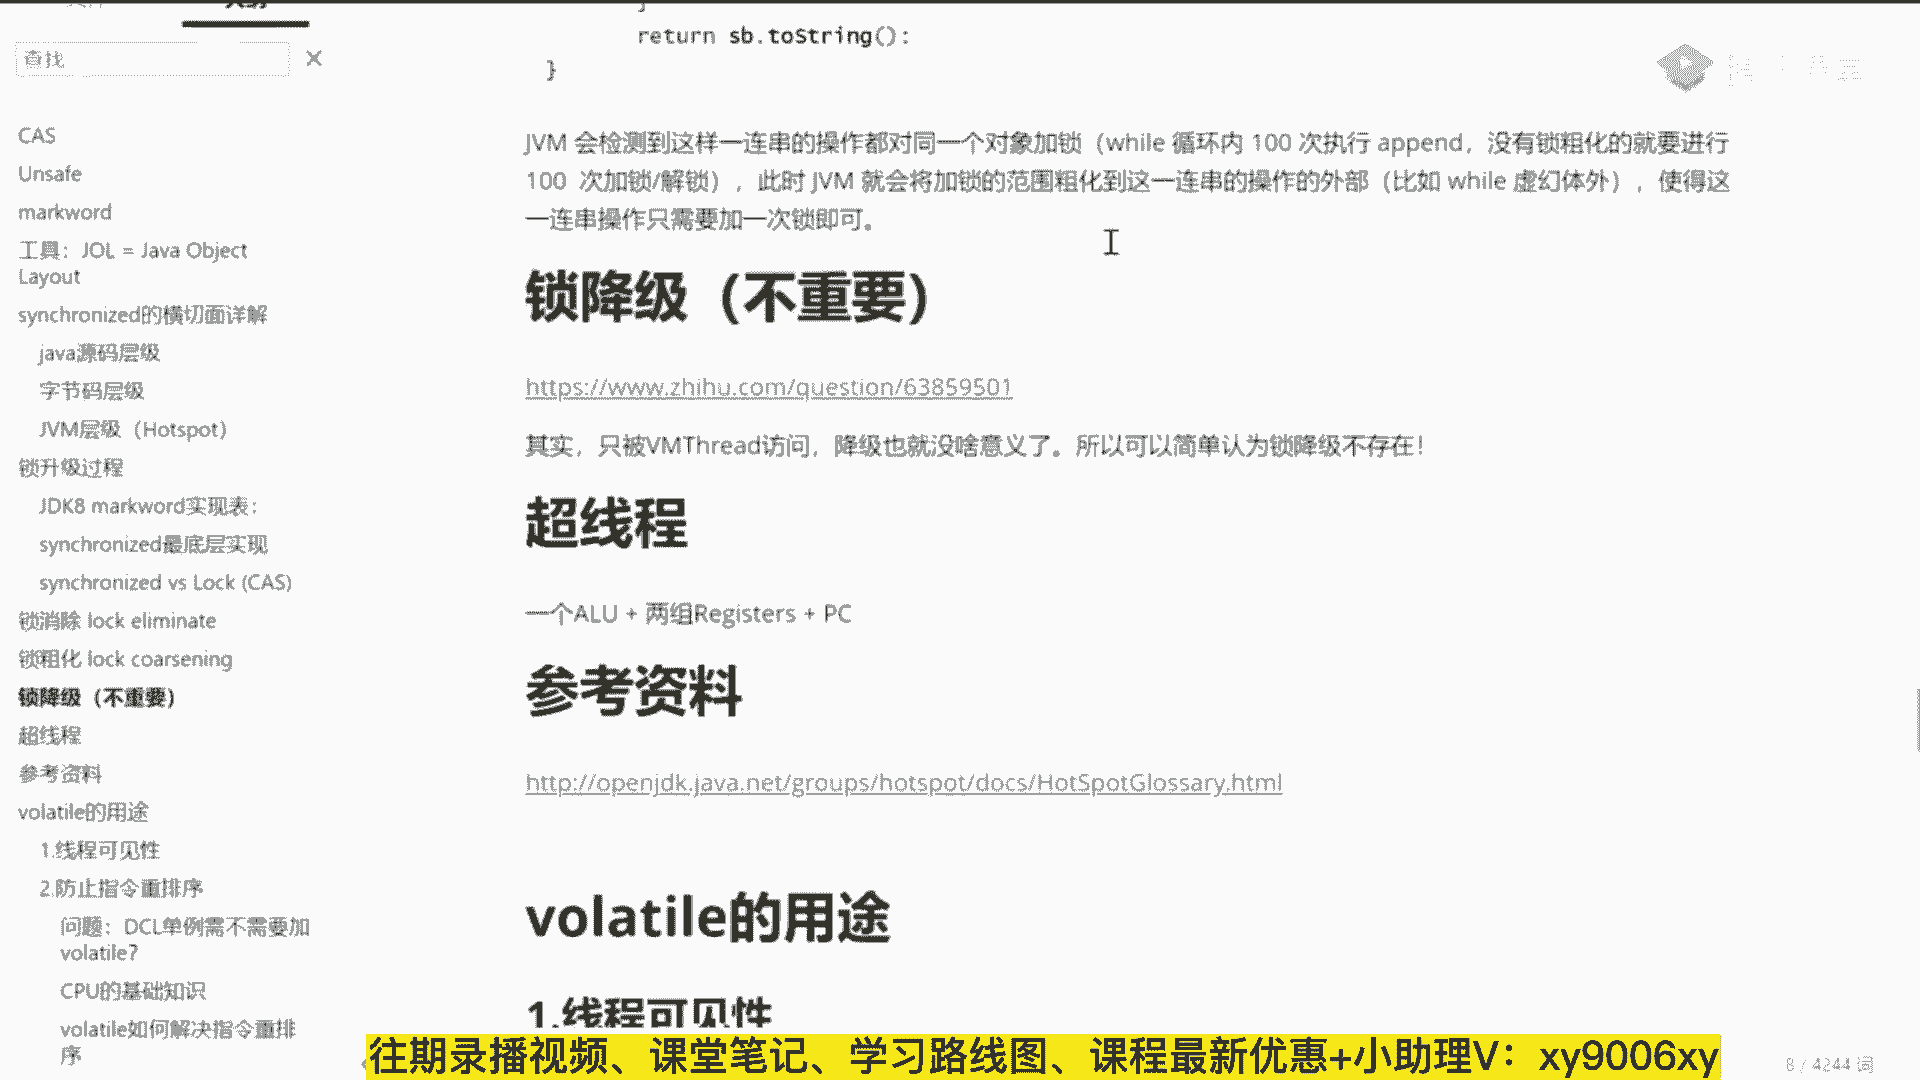 查找
CAS
Unsafe
markword
工具：JOL = Java Object
Layout
synchronized的横切面详解
java源码层级
字节码层级
JVM层级（Hotspot）
锁升级过程
JDK8 markword实现表：
synchronized最底层实现
synchronized vs Lock (CAS)
锁消除 lock eliminate
锁粗化 lock coarsening
锁降级（不重要）
超线程
参考资料
volatile的用途
1.线程可见性
2.防止指令重排序
问题：DCL单例需不需要加
volatile？
CPU的基础知识
volatile如何解决指令重排
序
}
return sb.toString():
}
JVM 会检测到这样一连串的操作都对同一个对象加锁（while 循环内 100 次执行 append，没有锁粗化的就要进行
100 次加锁/解锁），此时 JVM 就会将加锁的范围粗化到这一连串的操作的外部（比如 while 虚幻体外），使得这
一连串操作只需要加一次锁即可。
锁降级（不重要）
https://www.zhihu.com/question/63859501
其实，只被VMThread访问，降级也就没啥意义了。所以可以简单认为锁降级不存在！
超线程
一个ALU + 两组Registers + PC
参考资料
http://openjdk.java.net/groups/hotspot/docs/HotSpotGlossary.html
volatile的用途
1.线程可见性
往期录播视频、课堂笔记、学习路线图、课程最新优惠+小助理V：xy9006xy
8 / 4244 词